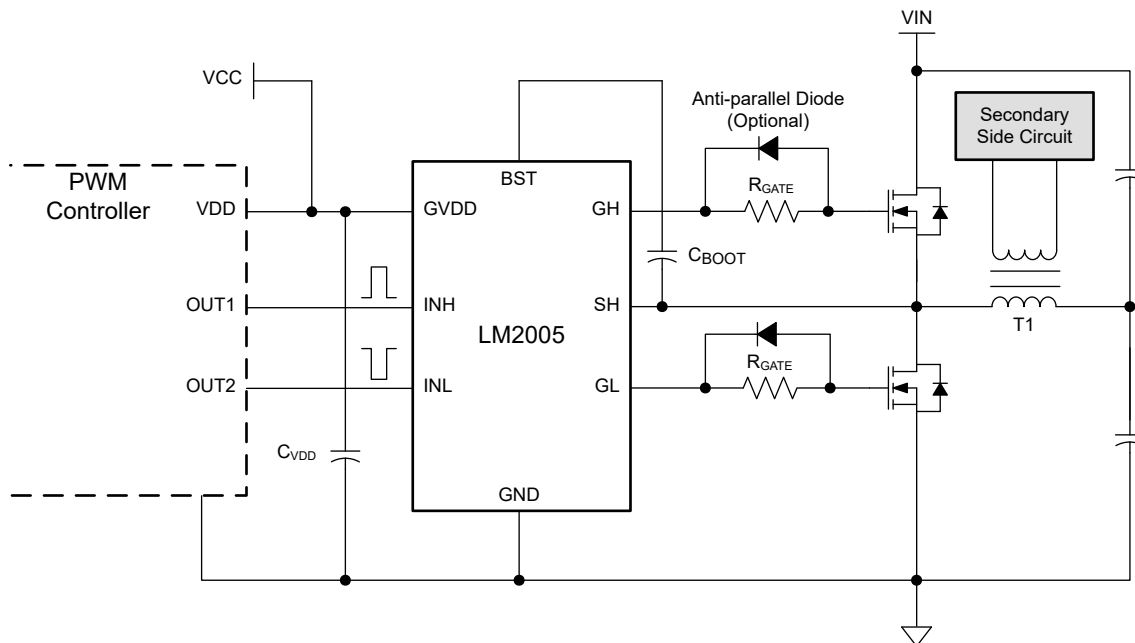 VIN
VCC
Anti-parallel Diode
(Optional)
Secondary
Side Circuit
PWM
Controller
VDD
BST
GVDD
GH
RGATE
CBOOT
OUT1
INH
SH
LM2005
T1
RGATE
OUT2
INL
GL
CVDD
GND